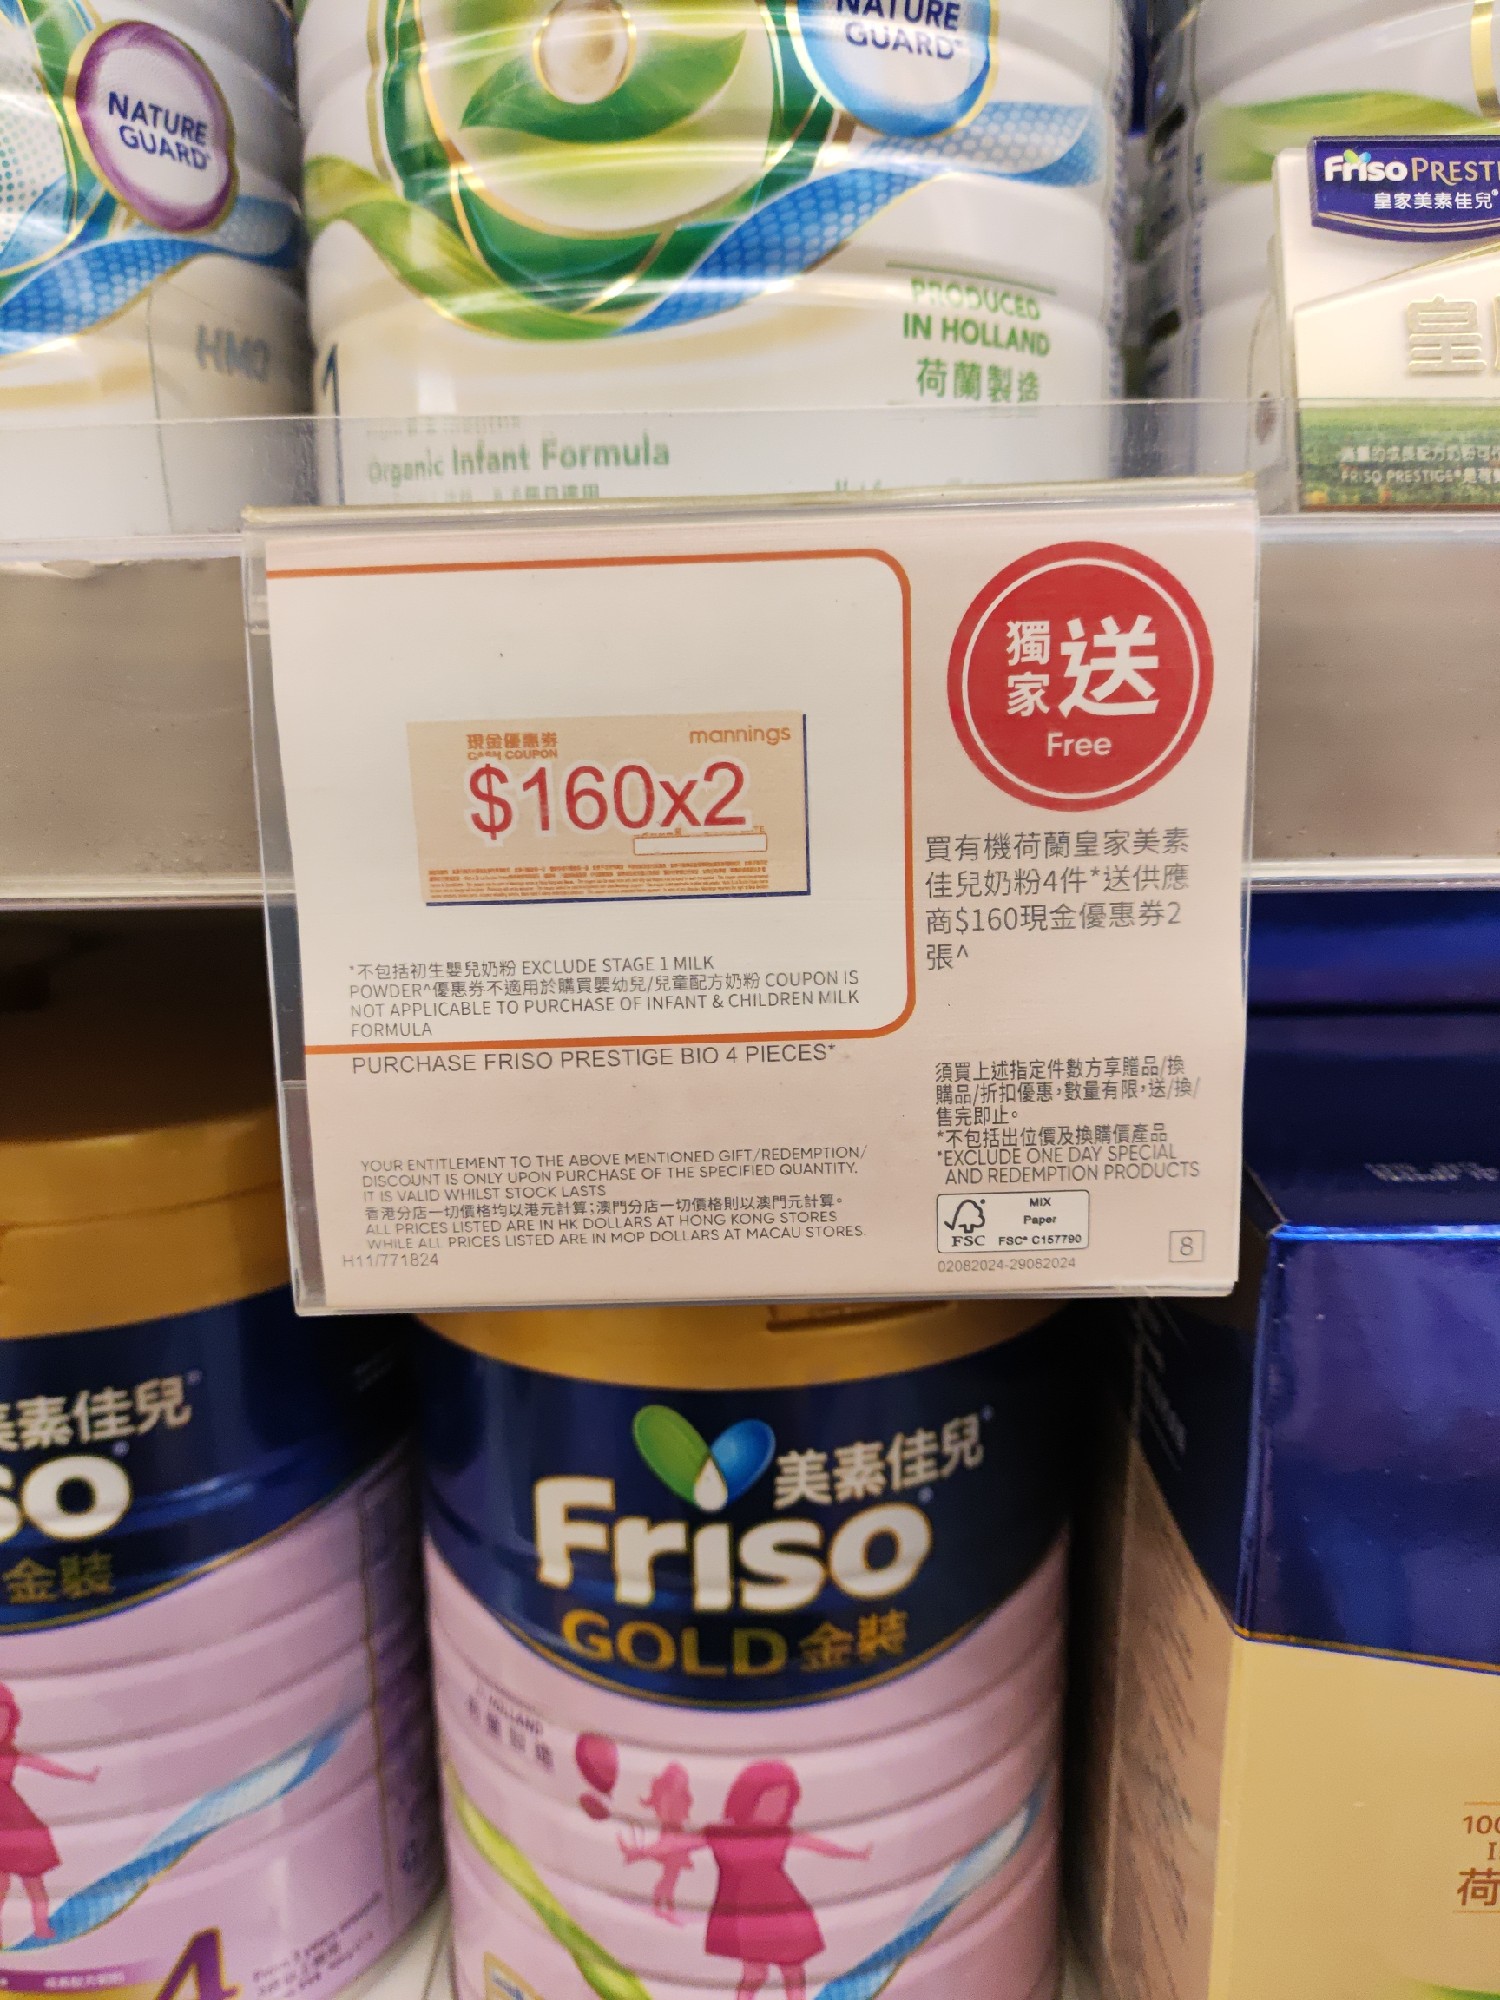 NATURE
GUARD
HMO
NATURE
GUARD
PRODUCED
IN HOLLAND
荷蘭製造
1
Organic Infant Formula
Friso PREST
皇家美素佳兒
皇
FRISO PRESTIGE
獨家送
Free
現金優惠券
CASH COUPON
mannings
$160x2
買有機荷蘭皇家美素
佳兒奶粉4件*送供應
商$160現金優惠券2
張^
*不包括初生嬰兒奶粉 EXCLUDE STAGE 1 MILK
POWDER^優惠券不適用於購買嬰幼兒/兒童配方奶粉 COUPON IS
NOT APPLICABLE TO PURCHASE OF INFANT & CHILDREN MILK
FORMULA
PURCHASE FRISO PRESTIGE BIO 4 PIECES*
須買上述指定件數方享贈品/換
購品/折扣優惠，數量有限，送/換/
售完即止。
*不包括出位價及換購價產品
*EXCLUDE ONE DAY SPECIAL
AND REDEMPTION PRODUCTS
YOUR ENTITLEMENT TO THE ABOVE MENTIONED GIFT/REDEMPTION/
DISCOUNT IS ONLY UPON PURCHASE OF THE SPECIFIED QUANTITY.
IT IS VALID WHILST STOCK LASTS
香港分店一切價格均以港元計算；澳門分店一切價格則以澳門元計算。
ALL PRICES LISTED ARE IN HK DOLLARS AT HONG KONG STORES
WHILE ALL PRICES LISTED ARE IN MOP DOLLARS AT MACAU STORES.
H11/771824
FSC
MIX
Paper
FSC® C157790
8
02082024-29082024
素佳兒
so
金裝
4
美素佳兒
Friso
GOLD 金裝
HOLLAND
100
荷